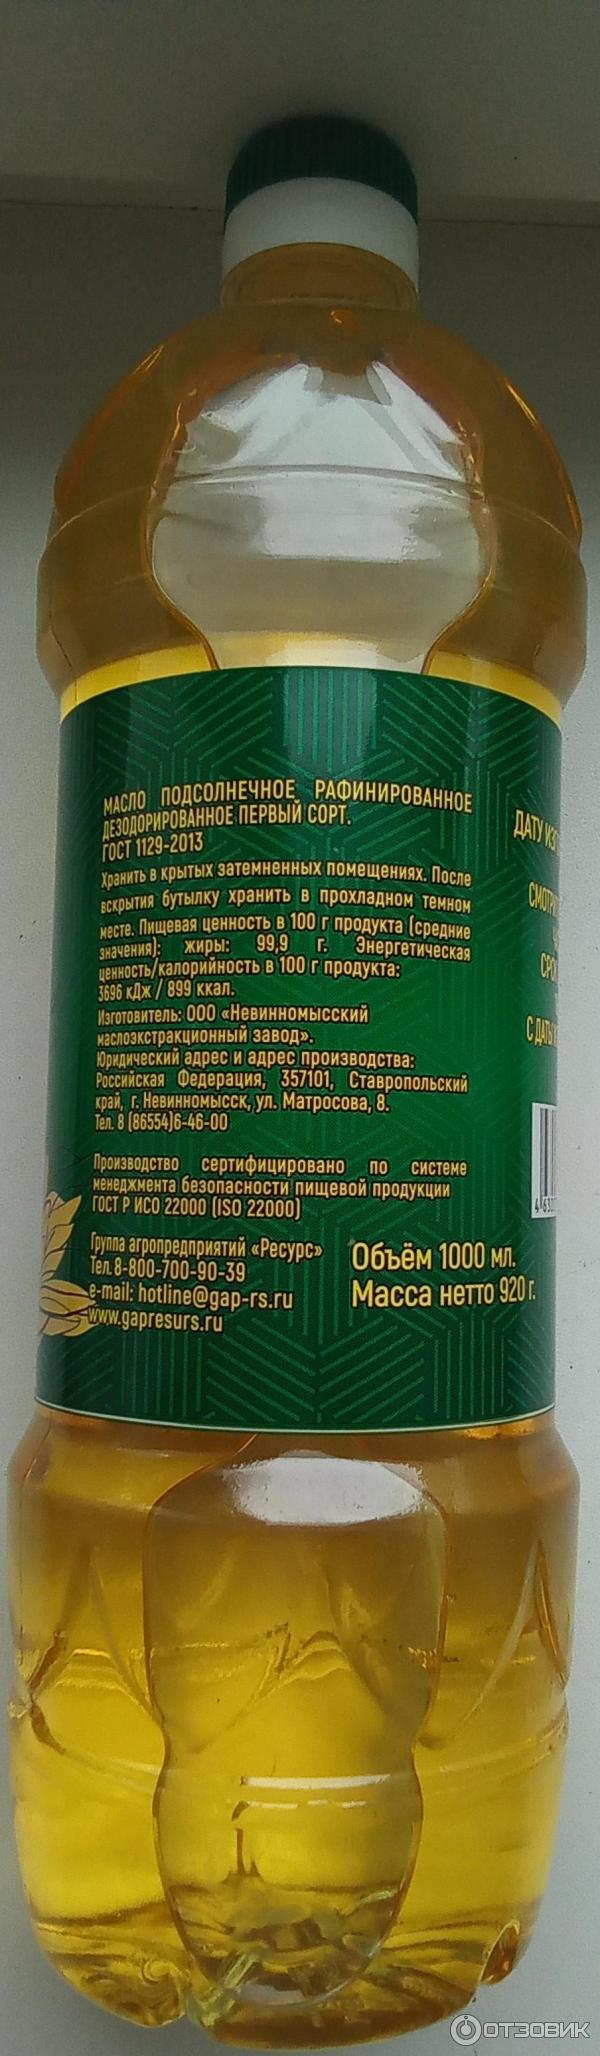 МАСЛО ПОДСОЛНЕЧНОЕ РАФИНИРОВАННОЕ
ДЕЗОДОРИРОВАННОЕ ПЕРВЫЙ СОРТ.
ГОСТ 1129-2013
Хранить в крытых затемненных помещениях. После
вскрытия бутылку хранить в прохладном темном
месте. Пищевая ценность в 100 г продукта (средние
значения): жиры: 99,9 г. Энергетическая
ценность/калорийность в 100 г продукта:
3696 кДж / 899 ккал.
Изготовитель: ООО «Невинномысский
маслоэкстракционный завод».
Юридический адрес и адрес производства:
Российская Федерация, 357101, Ставропольский
край, г. Невинномысск, ул. Матросова, 8.
Тел. 8 (86554)6-46-00
Производство сертифицировано по системе
менеджмента безопасности пищевой продукции
ГОСТ Р ИСО 22000 (ISO 22000)
Группа агропредприятий «Ресурс»
Тел. 8-800-700-90-39
e-mail: hotline@gap-rs.ru
www.gapresurs.ru
Объём 1000 мл.
Масса нетто 920 г.
ДАТУ ИЗГ
СМОТРИ
СРОК
С ДАТЫ
ОТЗОВИК